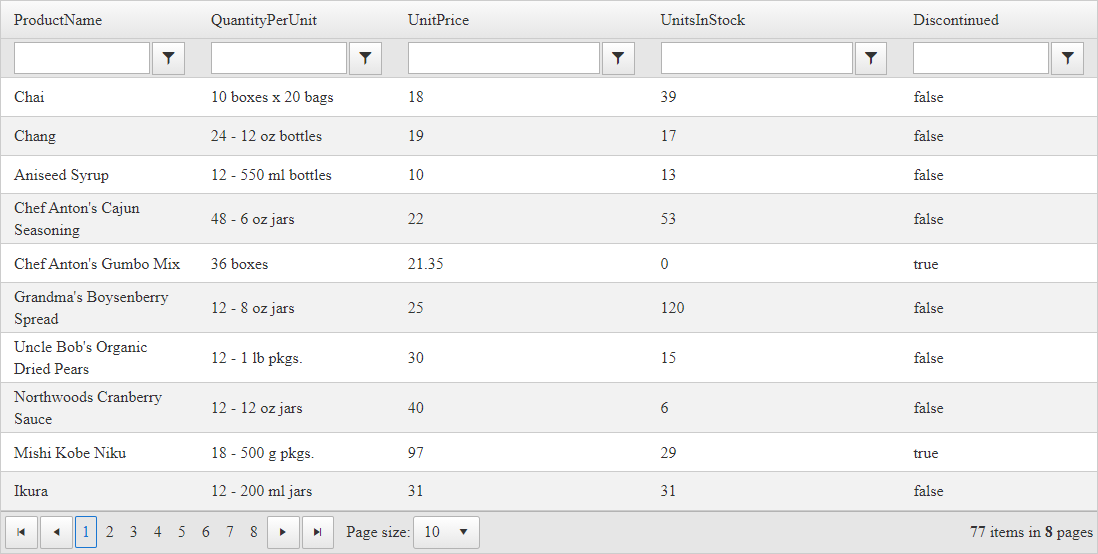 ProductName QuantityPerUnit UnitPrice UnitsInStock Discontinued
Chai 10 boxes x 20 bags 18 39 false
Chang 24 - 12 oz bottles 19 17 false
Aniseed Syrup 12 - 550 ml bottles 10 13 false
Chef Anton's Cajun
Seasoning 48 - 6 oz jars 22 53 false
Chef Anton's Gumbo Mix 36 boxes 21.35 0 true
Grandma's Boysenberry
Spread 12 - 8 oz jars 25 120 false
Uncle Bob's Organic
Dried Pears 12 - 1 lb pkgs. 30 15 false
Northwoods Cranberry
Sauce 12 - 12 oz jars 40 6 false
Mishi Kobe Niku 18 - 500 g pkgs. 97 29 true
Ikura 12 - 200 ml jars 31 31 false
1 2 3 4 5 6 7 8 Page size: 10 77 items in 8 pages